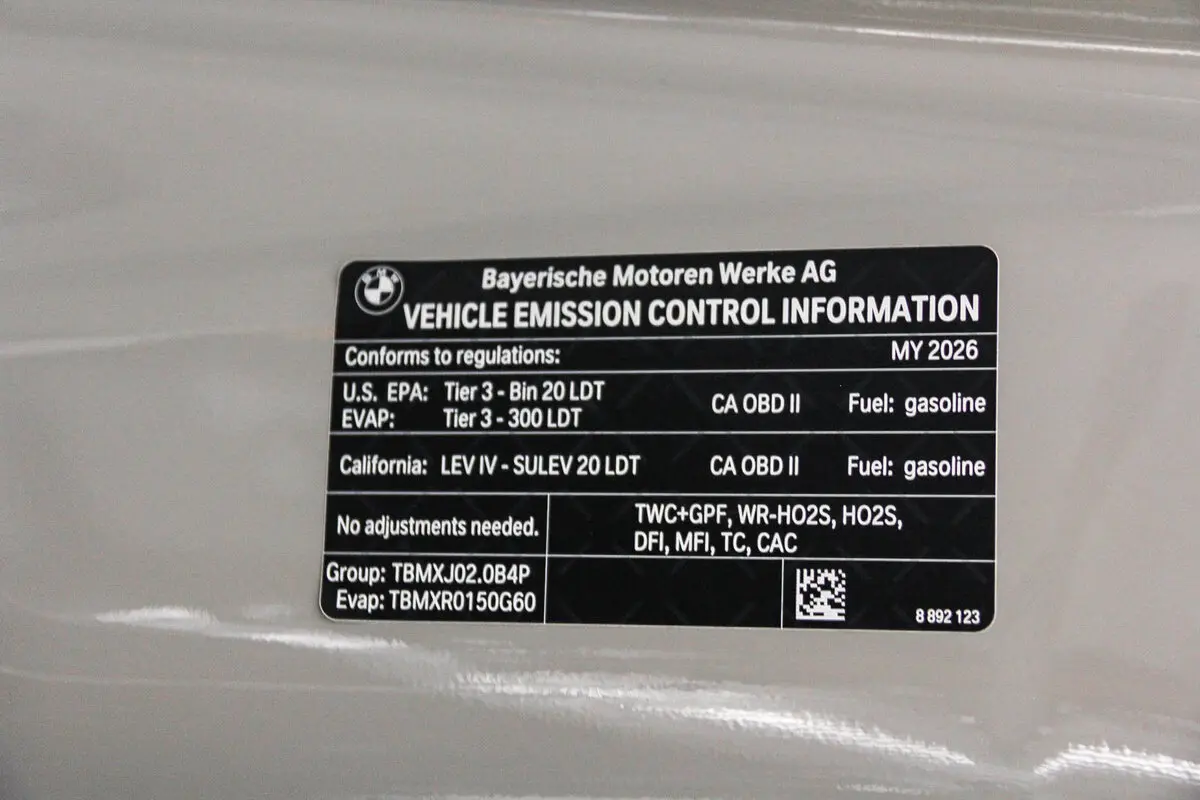 BMW
Bayerische Motoren Werke AG
VEHICLE EMISSION CONTROL INFORMATION
Conforms to regulations: MY 2026
U.S. EPA: Tier 3 - Bin 20 LDT CA OBD II Fuel: gasoline
EVAP: Tier 3 - 300 LDT
California: LEV IV - SULEV 20 LDT CA OBD II Fuel: gasoline
No adjustments needed.
TWC+GPF, WR-HO2S, HO2S,
DFI, MFI, TC, CAC
Group: TBMXJ02.0B4P
Evap: TBMXR0150G60
8 892 123